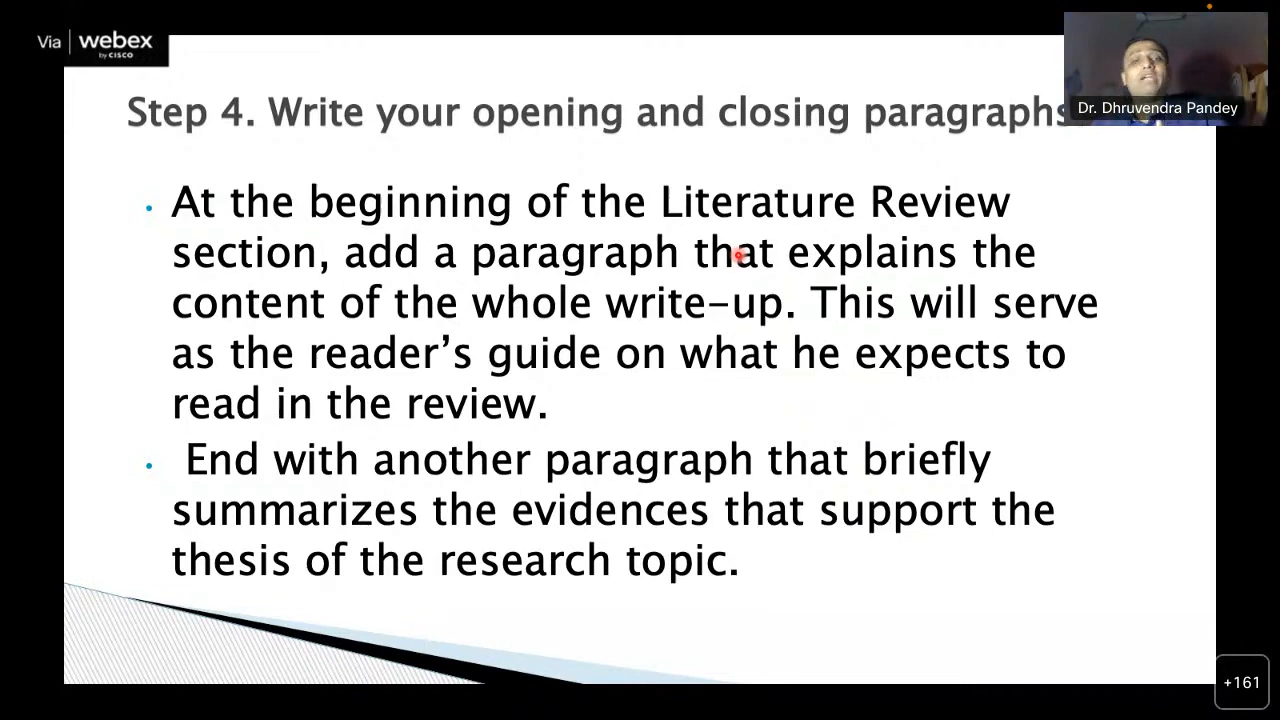 Via webex
by CISCO
Dr. Dhruvendra Pandey
Step 4. Write your opening and closing paragraphs
• At the beginning of the Literature Review
section, add a paragraph that explains the
content of the whole write-up. This will serve
as the reader’s guide on what he expects to
read in the review.
• End with another paragraph that briefly
summarizes the evidences that support the
thesis of the research topic.
+161